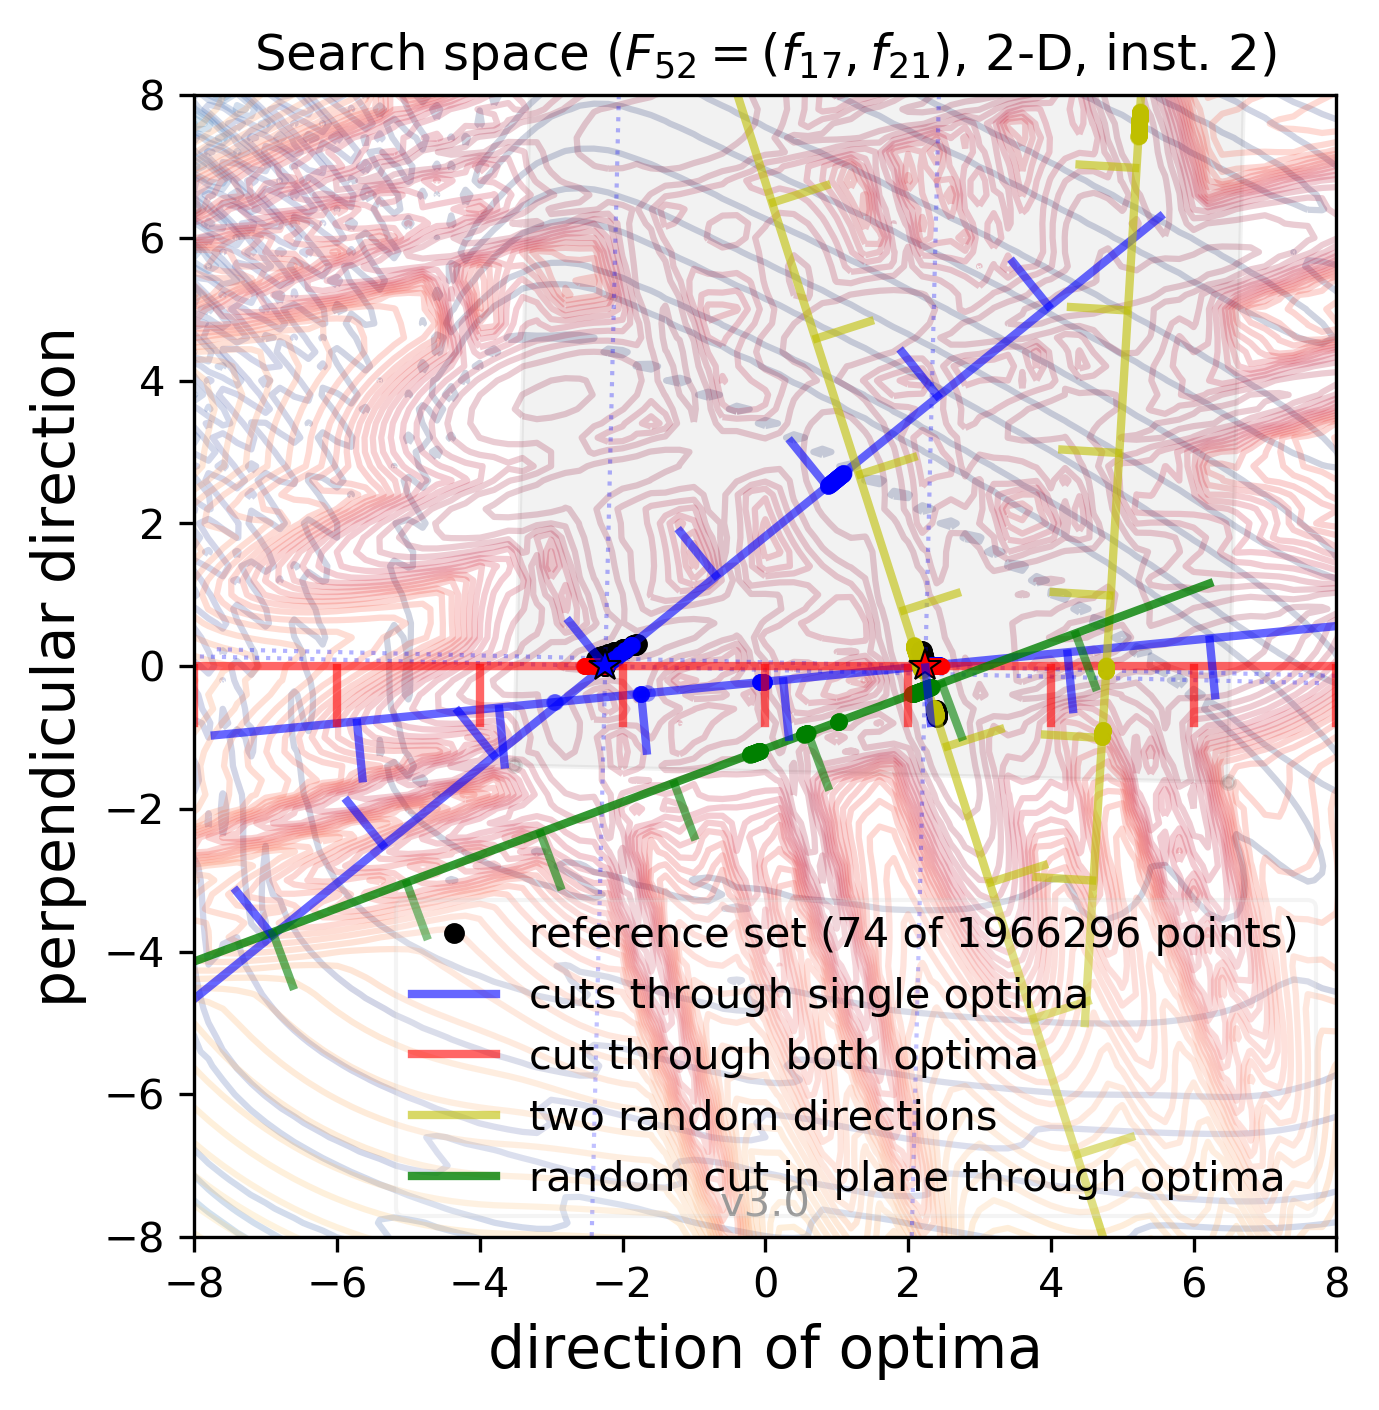 Search space (F52 = (f17, f21), 2-D, inst. 2)
8
6
4
2
0
−2
−4
−6
−8
perpendicular direction
reference set (74 of 1966296 points)
cuts through single optima
cut through both optima
two random directions
random cut in plane through optima
v3.0
−8 −6 −4 −2 0 2 4 6 8
direction of optima